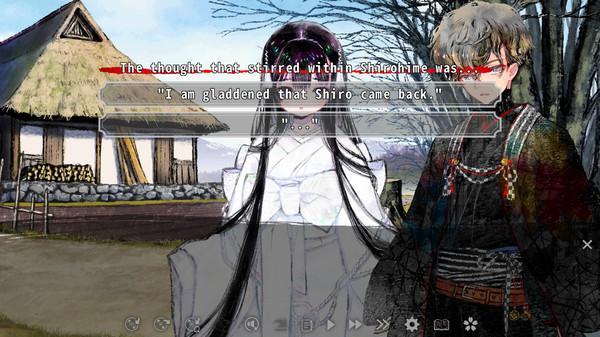 The thought that stirred within Shirohime was...
"I am gladdened that Shiro came back."
"..."